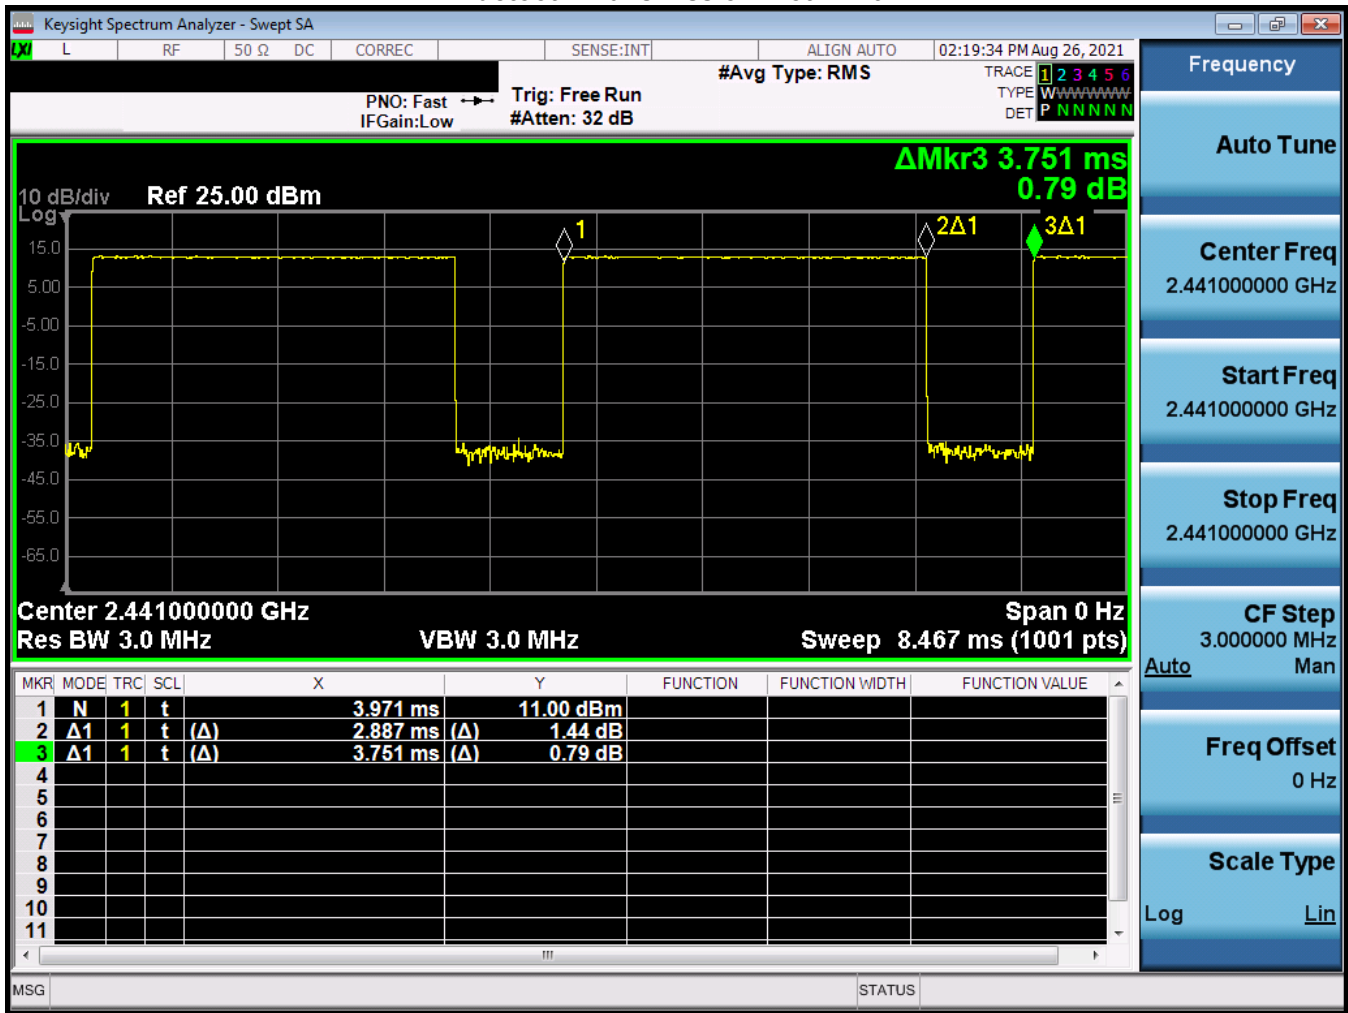 Keysight Spectrum Analyzer - Swept SA
LXI L RF 50 Ω DC CORREC SENSE:INT ALIGN AUTO 02:19:34 PM Aug 26, 2021
#Avg Type: RMS
TRACE 1 2 3 4 5 6
TYPE WWWWWW
DET P N N N N N
PNO: Fast
IFGain:Low
Trig: Free Run
#Atten: 32 dB
ΔMkr3 3.751 ms
0.79 dB
10 dB/div Ref 25.00 dBm
Log
15.0
5.00
-5.00
-15.0
-25.0
-35.0
-45.0
-55.0
-65.0
1
2Δ1
3Δ1
Center 2.441000000 GHz Span 0 Hz
Res BW 3.0 MHz VBW 3.0 MHz Sweep 8.467 ms (1001 pts)
MKR MODE TRC SCL X Y FUNCTION FUNCTION WIDTH FUNCTION VALUE
1 N 1 t 3.971 ms 11.00 dBm
2 Δ1 1 t (Δ) 2.887 ms (Δ) 1.44 dB
3 Δ1 1 t (Δ) 3.751 ms (Δ) 0.79 dB
4
5
6
7
8
9
10
11
MSG STATUS
Frequency
Auto Tune
Center Freq
2.441000000 GHz
Start Freq
2.441000000 GHz
Stop Freq
2.441000000 GHz
CF Step
3.000000 MHz
Auto Man
Freq Offset
0 Hz
Scale Type
Log Lin